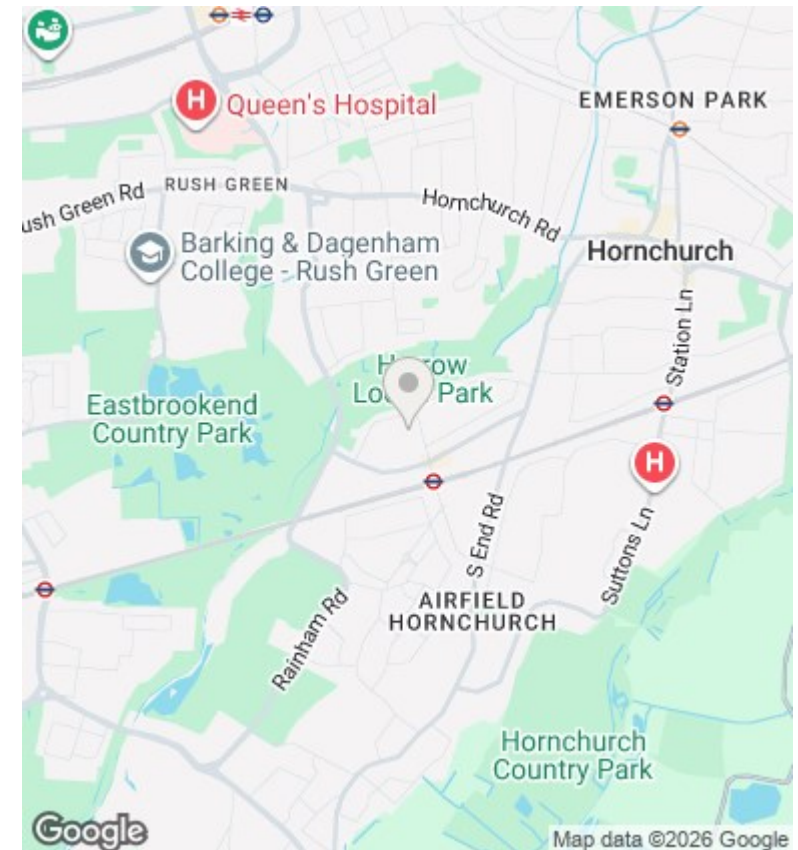 H
Queen's Hospital
EMERSON PARK
RUSH GREEN
ush Green Rd
Hornchurch Rd
Barking & Dagenham
College - Rush Green
Hornchurch
Station Ln
Park
Eastbrookend
Country Park
H
S End Rd
Suttons Ln
AIRFIELD
HORNCHURCH
Rainham Rd
Hornchurch
Country Park
Google
Map data ©2026 Google